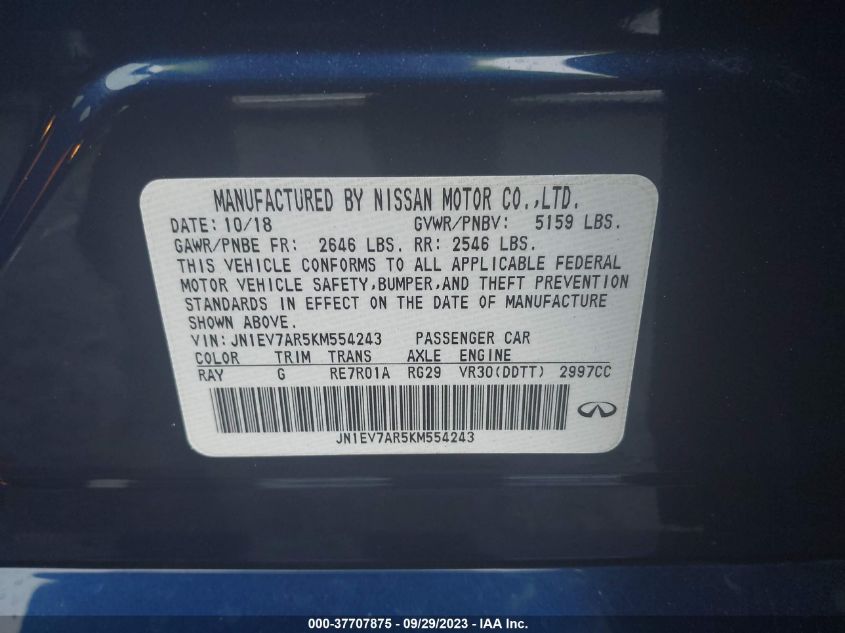 MANUFACTURED BY NISSAN MOTOR CO.,LTD.
DATE: 10/18 GVWR/PNBV: 5159 LBS.
GAWR/PNBE FR: 2646 LBS. RR: 2546 LBS.
THIS VEHICLE CONFORMS TO ALL APPLICABLE FEDERAL
MOTOR VEHICLE SAFETY,BUMPER,AND THEFT PREVENTION
STANDARDS IN EFFECT ON THE DATE OF MANUFACTURE
SHOWN ABOVE.
VIN:JN1EV7AR5KM554243 PASSENGER CAR
COLOR TRIM TRANS AXLE ENGINE
RAY G RE7R01A RG29 VR30(DDTT) 2997CC
JN1EV7AR5KM554243
000-37707875 - 09/29/2023 - IAA Inc.